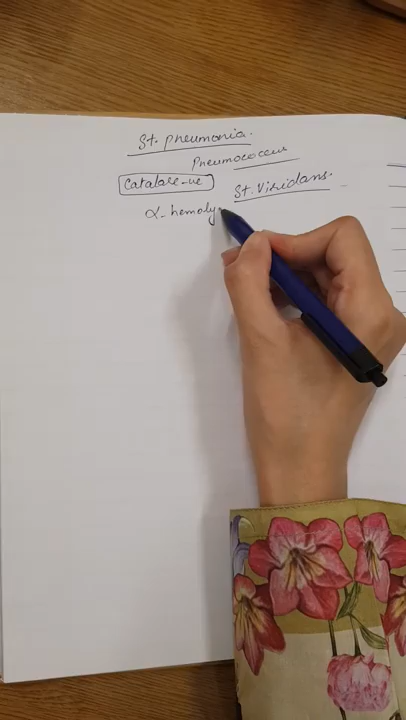 St. pneumonia.
Pneumococcus
Catalase -ve
St. Viridans.
α- hemoly